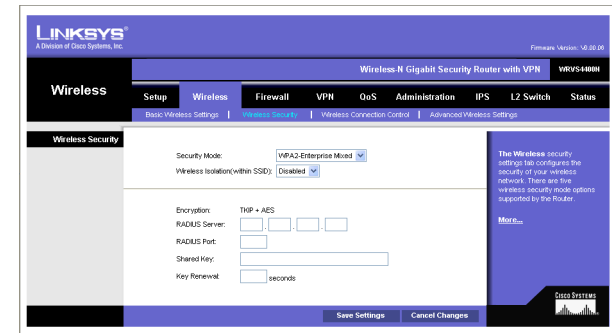 LINKSYS®
A Division of Cisco Systems, Inc.
Firmware Version: V0.00.06
Wireless-N Gigabit Security Router with VPN WRVS4400N
Wireless
Setup Wireless Firewall VPN QoS Administration IPS L2 Switch Status
Basic Wireless Settings | Wireless Security | Wireless Connection Control | Advanced Wireless Settings
Wireless Security
Security Mode: WPA2-Enterprise Mixed
Wireless Isolation(within SSID): Disabled
Encryption: TKIP + AES
RADIUS Server: . . .
RADIUS Port:
Shared Key:
Key Renewal: seconds
The Wireless security
settings tab configures the
security of your wireless
network. There are five
wireless security mode options
supported by the Router.
More...
Save Settings Cancel Changes
CISCO SYSTEMS